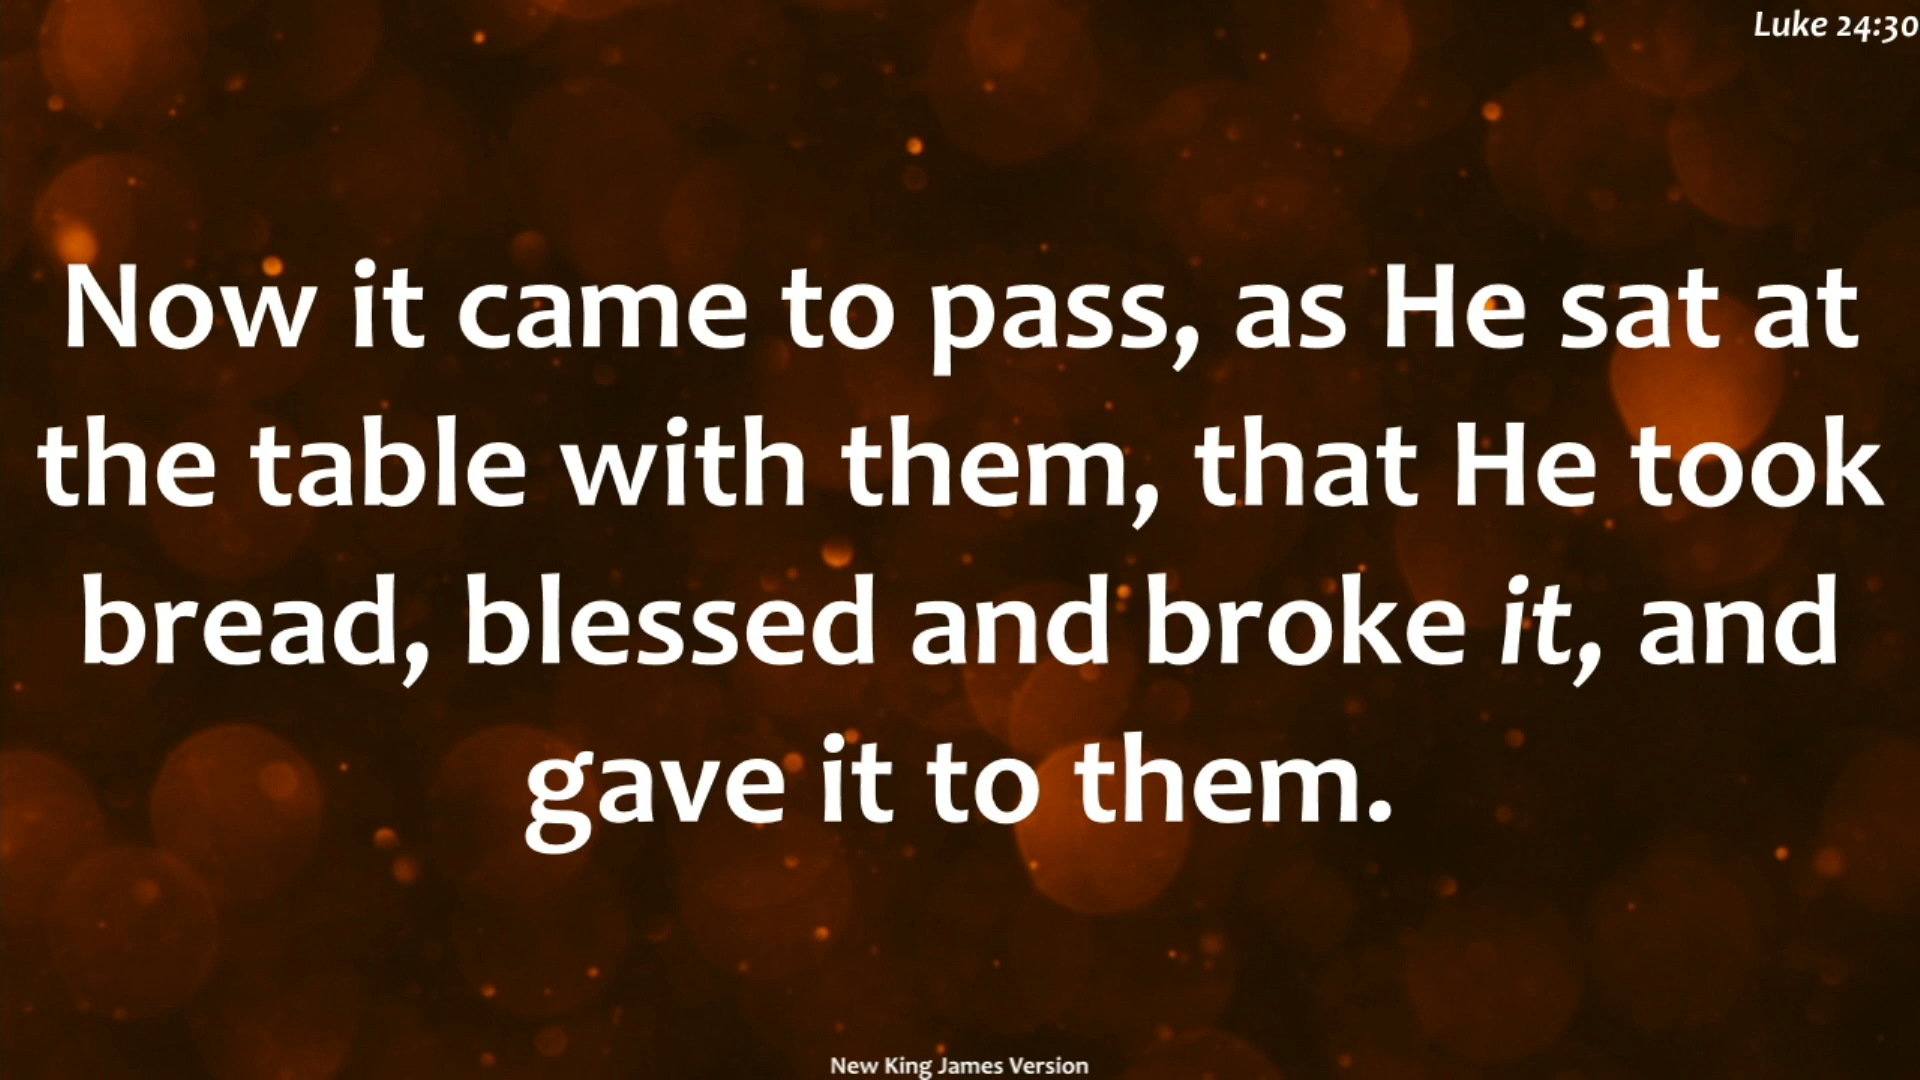 Luke 24:30
Now it came to pass, as He sat at
the table with them, that He took
bread, blessed and broke it, and
gave it to them.
New King James Version